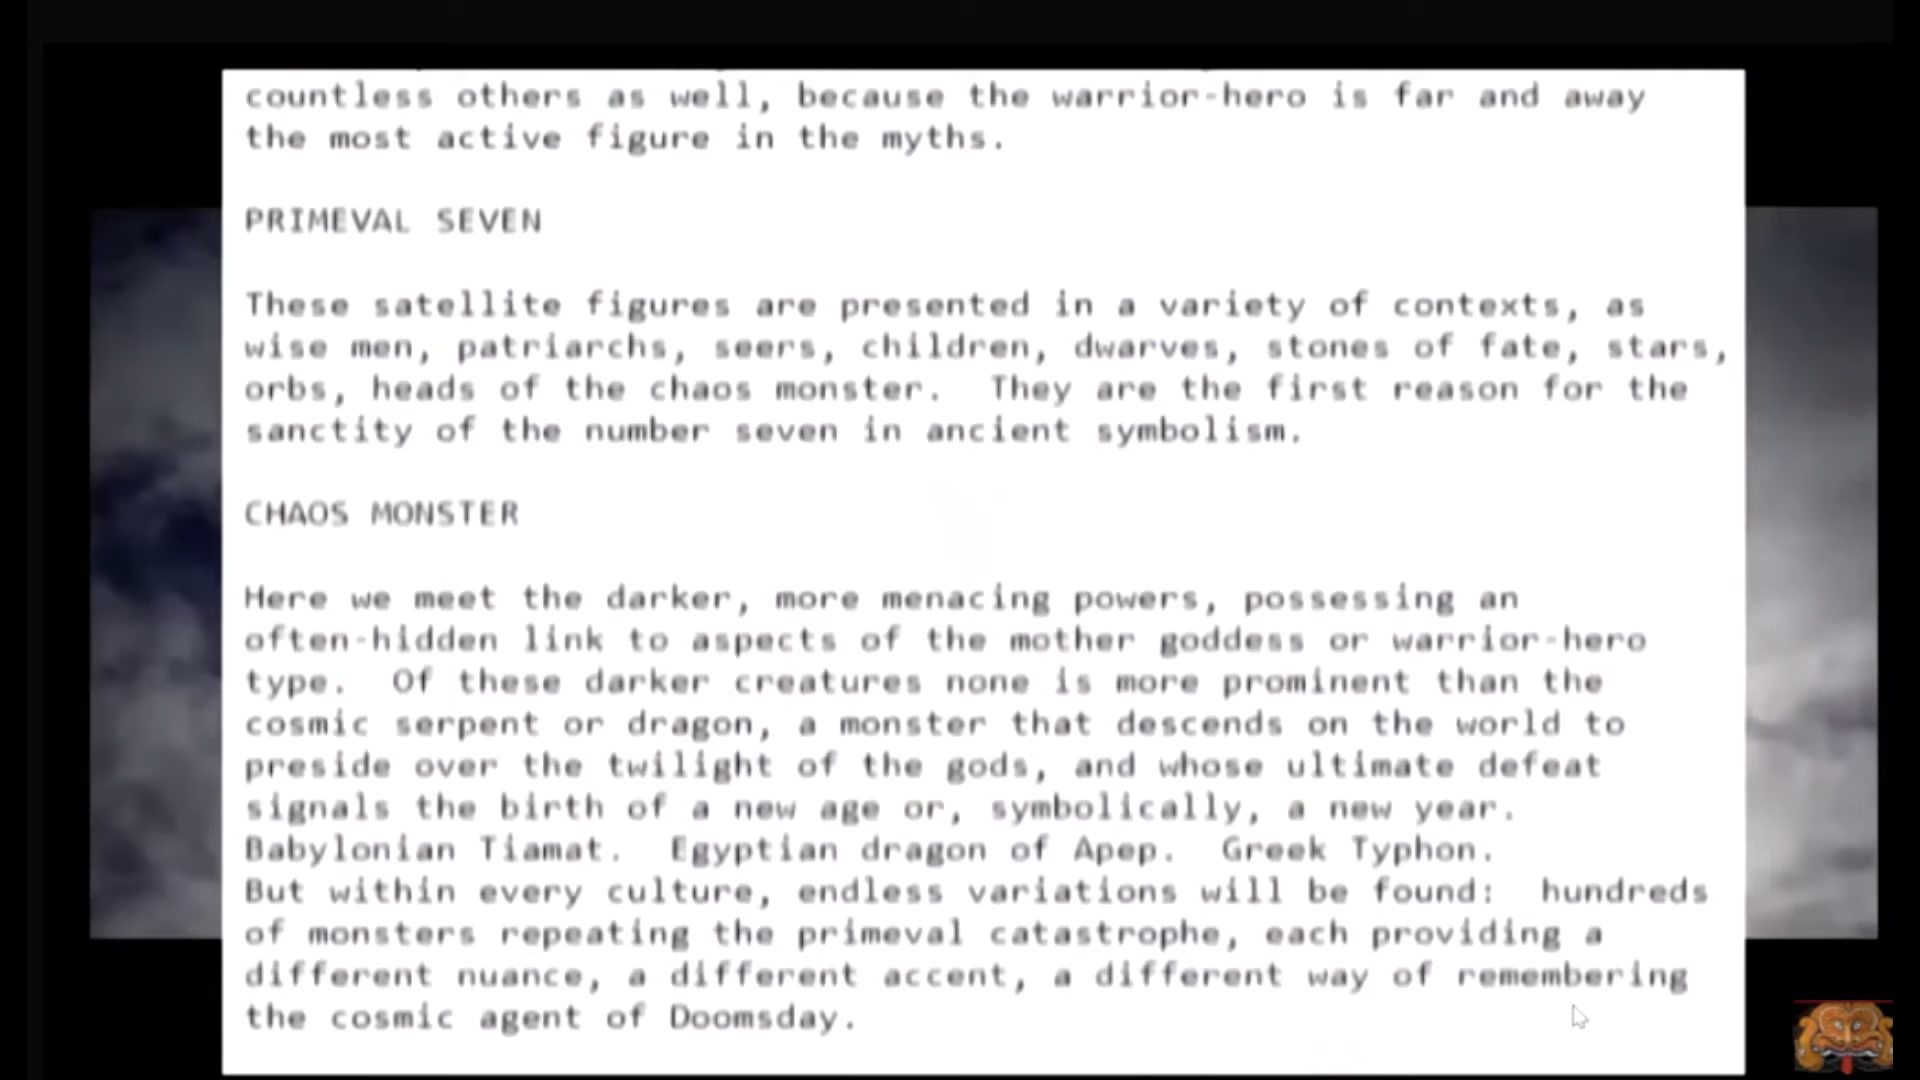 countless others as well, because the warrior-hero is far and away
the most active figure in the myths.
PRIMEVAL SEVEN
These satellite figures are presented in a variety of contexts, as
wise men, patriarchs, seers, children, dwarves, stones of fate, stars,
orbs, heads of the chaos monster. They are the first reason for the
sanctity of the number seven in ancient symbolism.
CHAOS MONSTER
Here we meet the darker, more menacing powers, possessing an
often-hidden link to aspects of the mother goddess or warrior-hero
type. Of these darker creatures none is more prominent than the
cosmic serpent or dragon, a monster that descends on the world to
preside over the twilight of the gods, and whose ultimate defeat
signals the birth of a new age or, symbolically, a new year.
Babylonian Tiamat. Egyptian dragon of Apep. Greek Typhon.
But within every culture, endless variations will be found: hundreds
of monsters repeating the primeval catastrophe, each providing a
different nuance, a different accent, a different way of remembering
the cosmic agent of Doomsday.